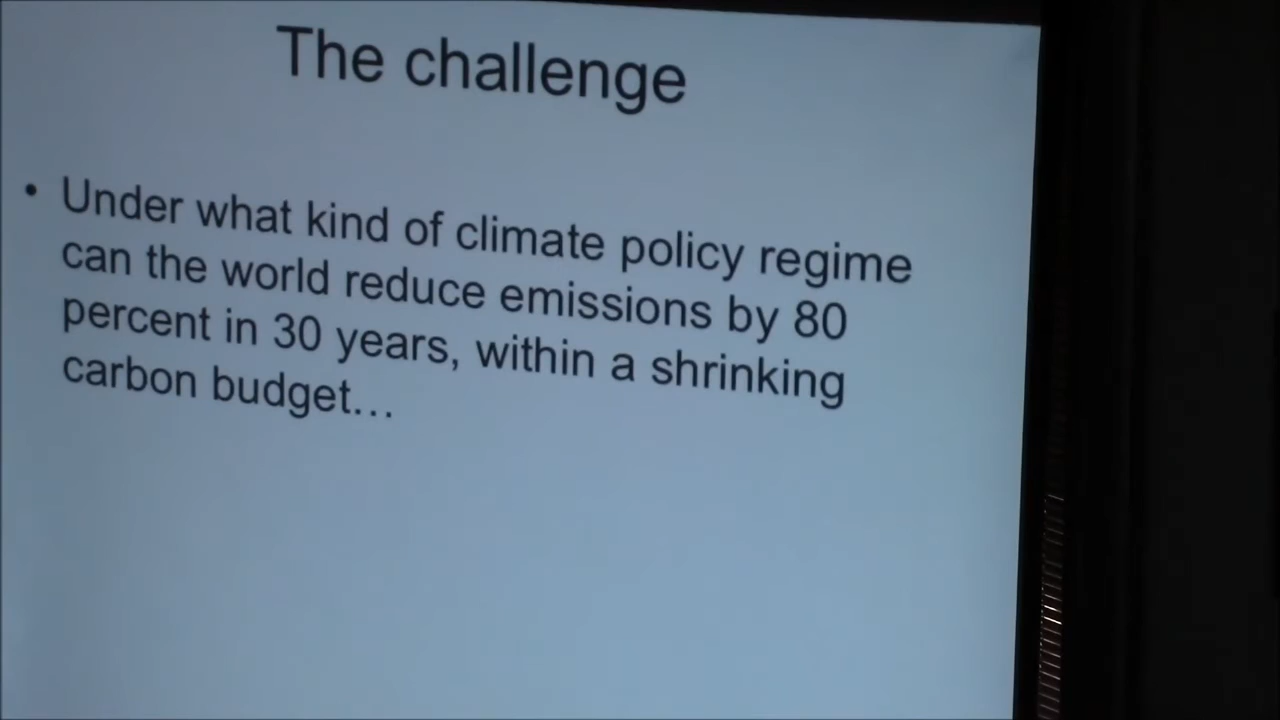 The challenge
• Under what kind of climate policy regime
can the world reduce emissions by 80
percent in 30 years, within a shrinking
carbon budget…